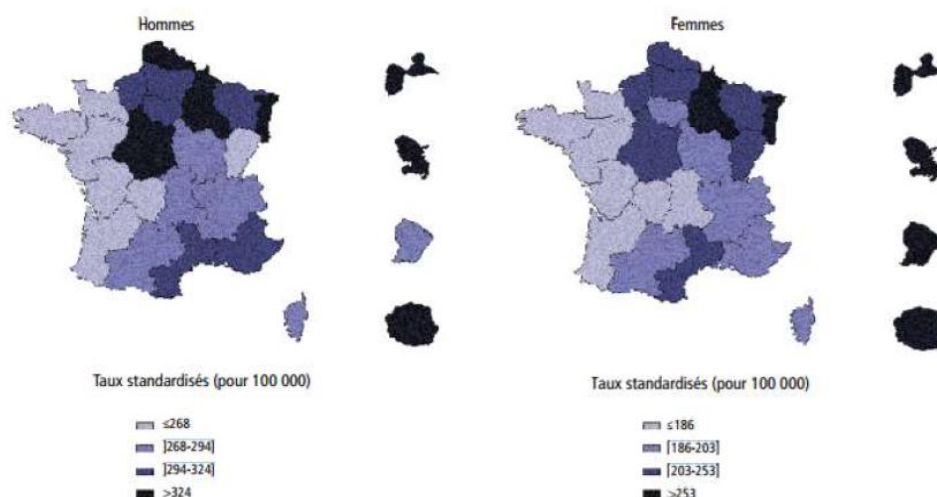 Hommes
Femmes
Taux standardisés (pour 100 000)
≤268
]268-294]
]294-324]
>324
Taux standardisés (pour 100 000)
≤186
[186-203]
[203-253]
>253